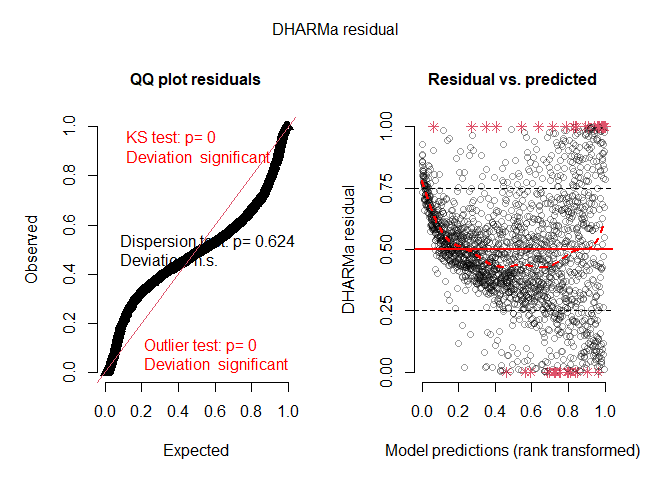 DHARMa residual
QQ plot residuals
KS test: p= 0
Deviation significant
Dispersion test: p= 0.624
Deviation n.s.
Outlier test: p= 0
Deviation significant
Observed
0.0 0.2 0.4 0.6 0.8 1.0
0.0 0.2 0.4 0.6 0.8 1.0
Expected
Residual vs. predicted
DHARMa residual
0.00 0.25 0.50 0.75 1.00
0.0 0.2 0.4 0.6 0.8 1.0
Model predictions (rank transformed)